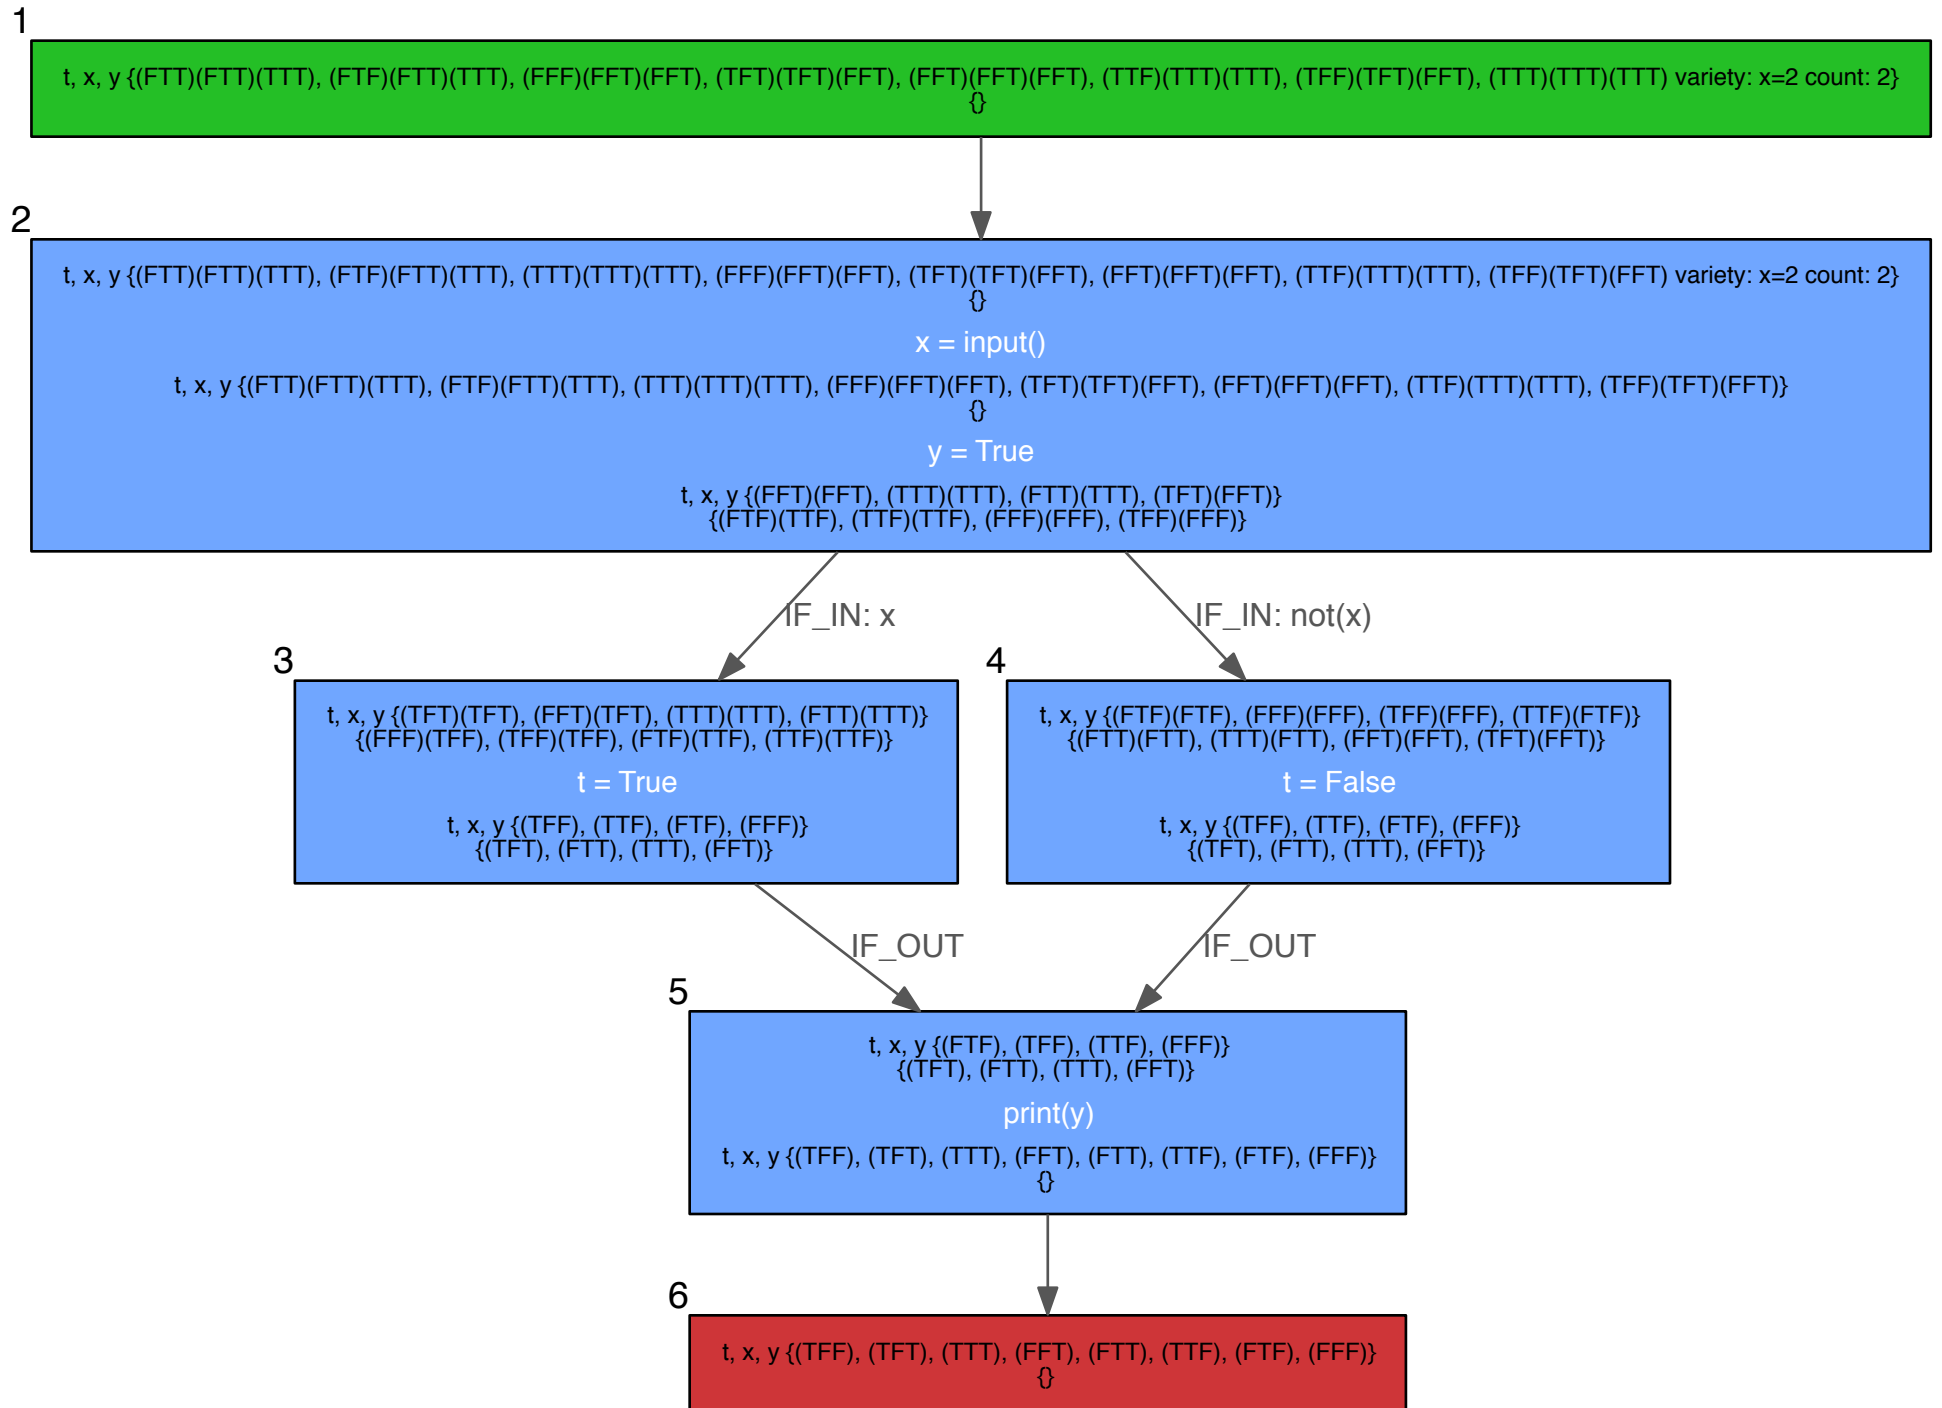 1
t, x, y {(FTT)(FTT)(TTT), (FTF)(FTT)(TTT), (FFF)(FFT)(FFT), (TFT)(TFT)(FFT), (FFT)(FFT)(FFT), (TTF)(TTT)(TTT), (TFF)(TFT)(FFT), (TTT)(TTT)(TTT) variety: x=2 count: 2}
{}
2
t, x, y {(FTT)(FTT)(TTT), (FTF)(FTT)(TTT), (TTT)(TTT)(TTT), (FFF)(FFT)(FFT), (TFT)(TFT)(FFT), (FFT)(FFT)(FFT), (TTF)(TTT)(TTT), (TFF)(TFT)(FFT) variety: x=2 count: 2}
{}
x = input()
t, x, y {(FTT)(FTT)(TTT), (FTF)(FTT)(TTT), (TTT)(TTT)(TTT), (FFF)(FFT)(FFT), (TFT)(TFT)(FFT), (FFT)(FFT)(FFT), (TTF)(TTT)(TTT), (TFF)(TFT)(FFT)}
{}
y = True
t, x, y {(FFT)(FFT), (TTT)(TTT), (FTT)(TTT), (TFT)(FFT)}
{(FTF)(TTF), (TTF)(TTF), (FFF)(FFF), (TFF)(FFF)}
IF_IN: x
IF_IN: not(x)
3
t, x, y {(TFT)(TFT), (FFT)(TFT), (TTT)(TTT), (FTT)(TTT)}
{(FFF)(TFF), (TFF)(TFF), (FTF)(TTF), (TTF)(TTF)}
t = True
t, x, y {(TFF), (TTF), (FTF), (FFF)}
{(TFT), (FTT), (TTT), (FFT)}
4
t, x, y {(FTF)(FTF), (FFF)(FFF), (TFF)(FFF), (TTF)(FTF)}
{(FTT)(FTT), (TTT)(FTT), (FFT)(FFT), (TFT)(FFT)}
t = False
t, x, y {(TFF), (TTF), (FTF), (FFF)}
{(TFT), (FTT), (TTT), (FFT)}
IF_OUT
IF_OUT
5
t, x, y {(FTF), (TFF), (TTF), (FFF)}
{(TFT), (FTT), (TTT), (FFT)}
print(y)
t, x, y {(TFF), (TFT), (TTT), (FFT), (FTT), (TTF), (FTF), (FFF)}
{}
6
t, x, y {(TFF), (TFT), (TTT), (FFT), (FTT), (TTF), (FTF), (FFF)}
{}